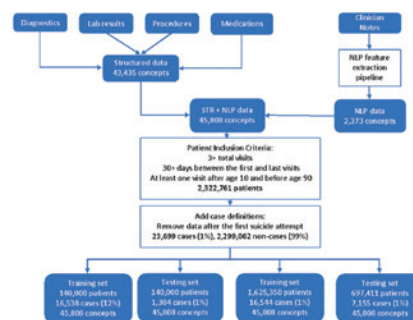 Diagnostics
Lab results
Procedures
Medications
Clinician
Notes
Structured data
43,435 concepts
NLP feature
extraction
pipeline
STR + NLP data
45,808 concepts
NLP data
2,373 concepts
Patient Inclusion Criteria:
3+ total visits
30+ days between the first and last visits
At least one visit after age 10 and before age 90
2,322,761 patients
Add case definitions:
Remove data after the first suicide attempt
23,699 cases (1%), 2,299,062 non-cases (99%)
Training set
140,000 patients
16,538 cases (12%)
45,808 concepts
Testing set
140,000 patients
1,384 cases (1%)
45,808 concepts
Training set
1,625,350 patients
16,544 cases (1%)
45,808 concepts
Testing set
697,411 patients
7,155 cases (1%)
45,808 concepts